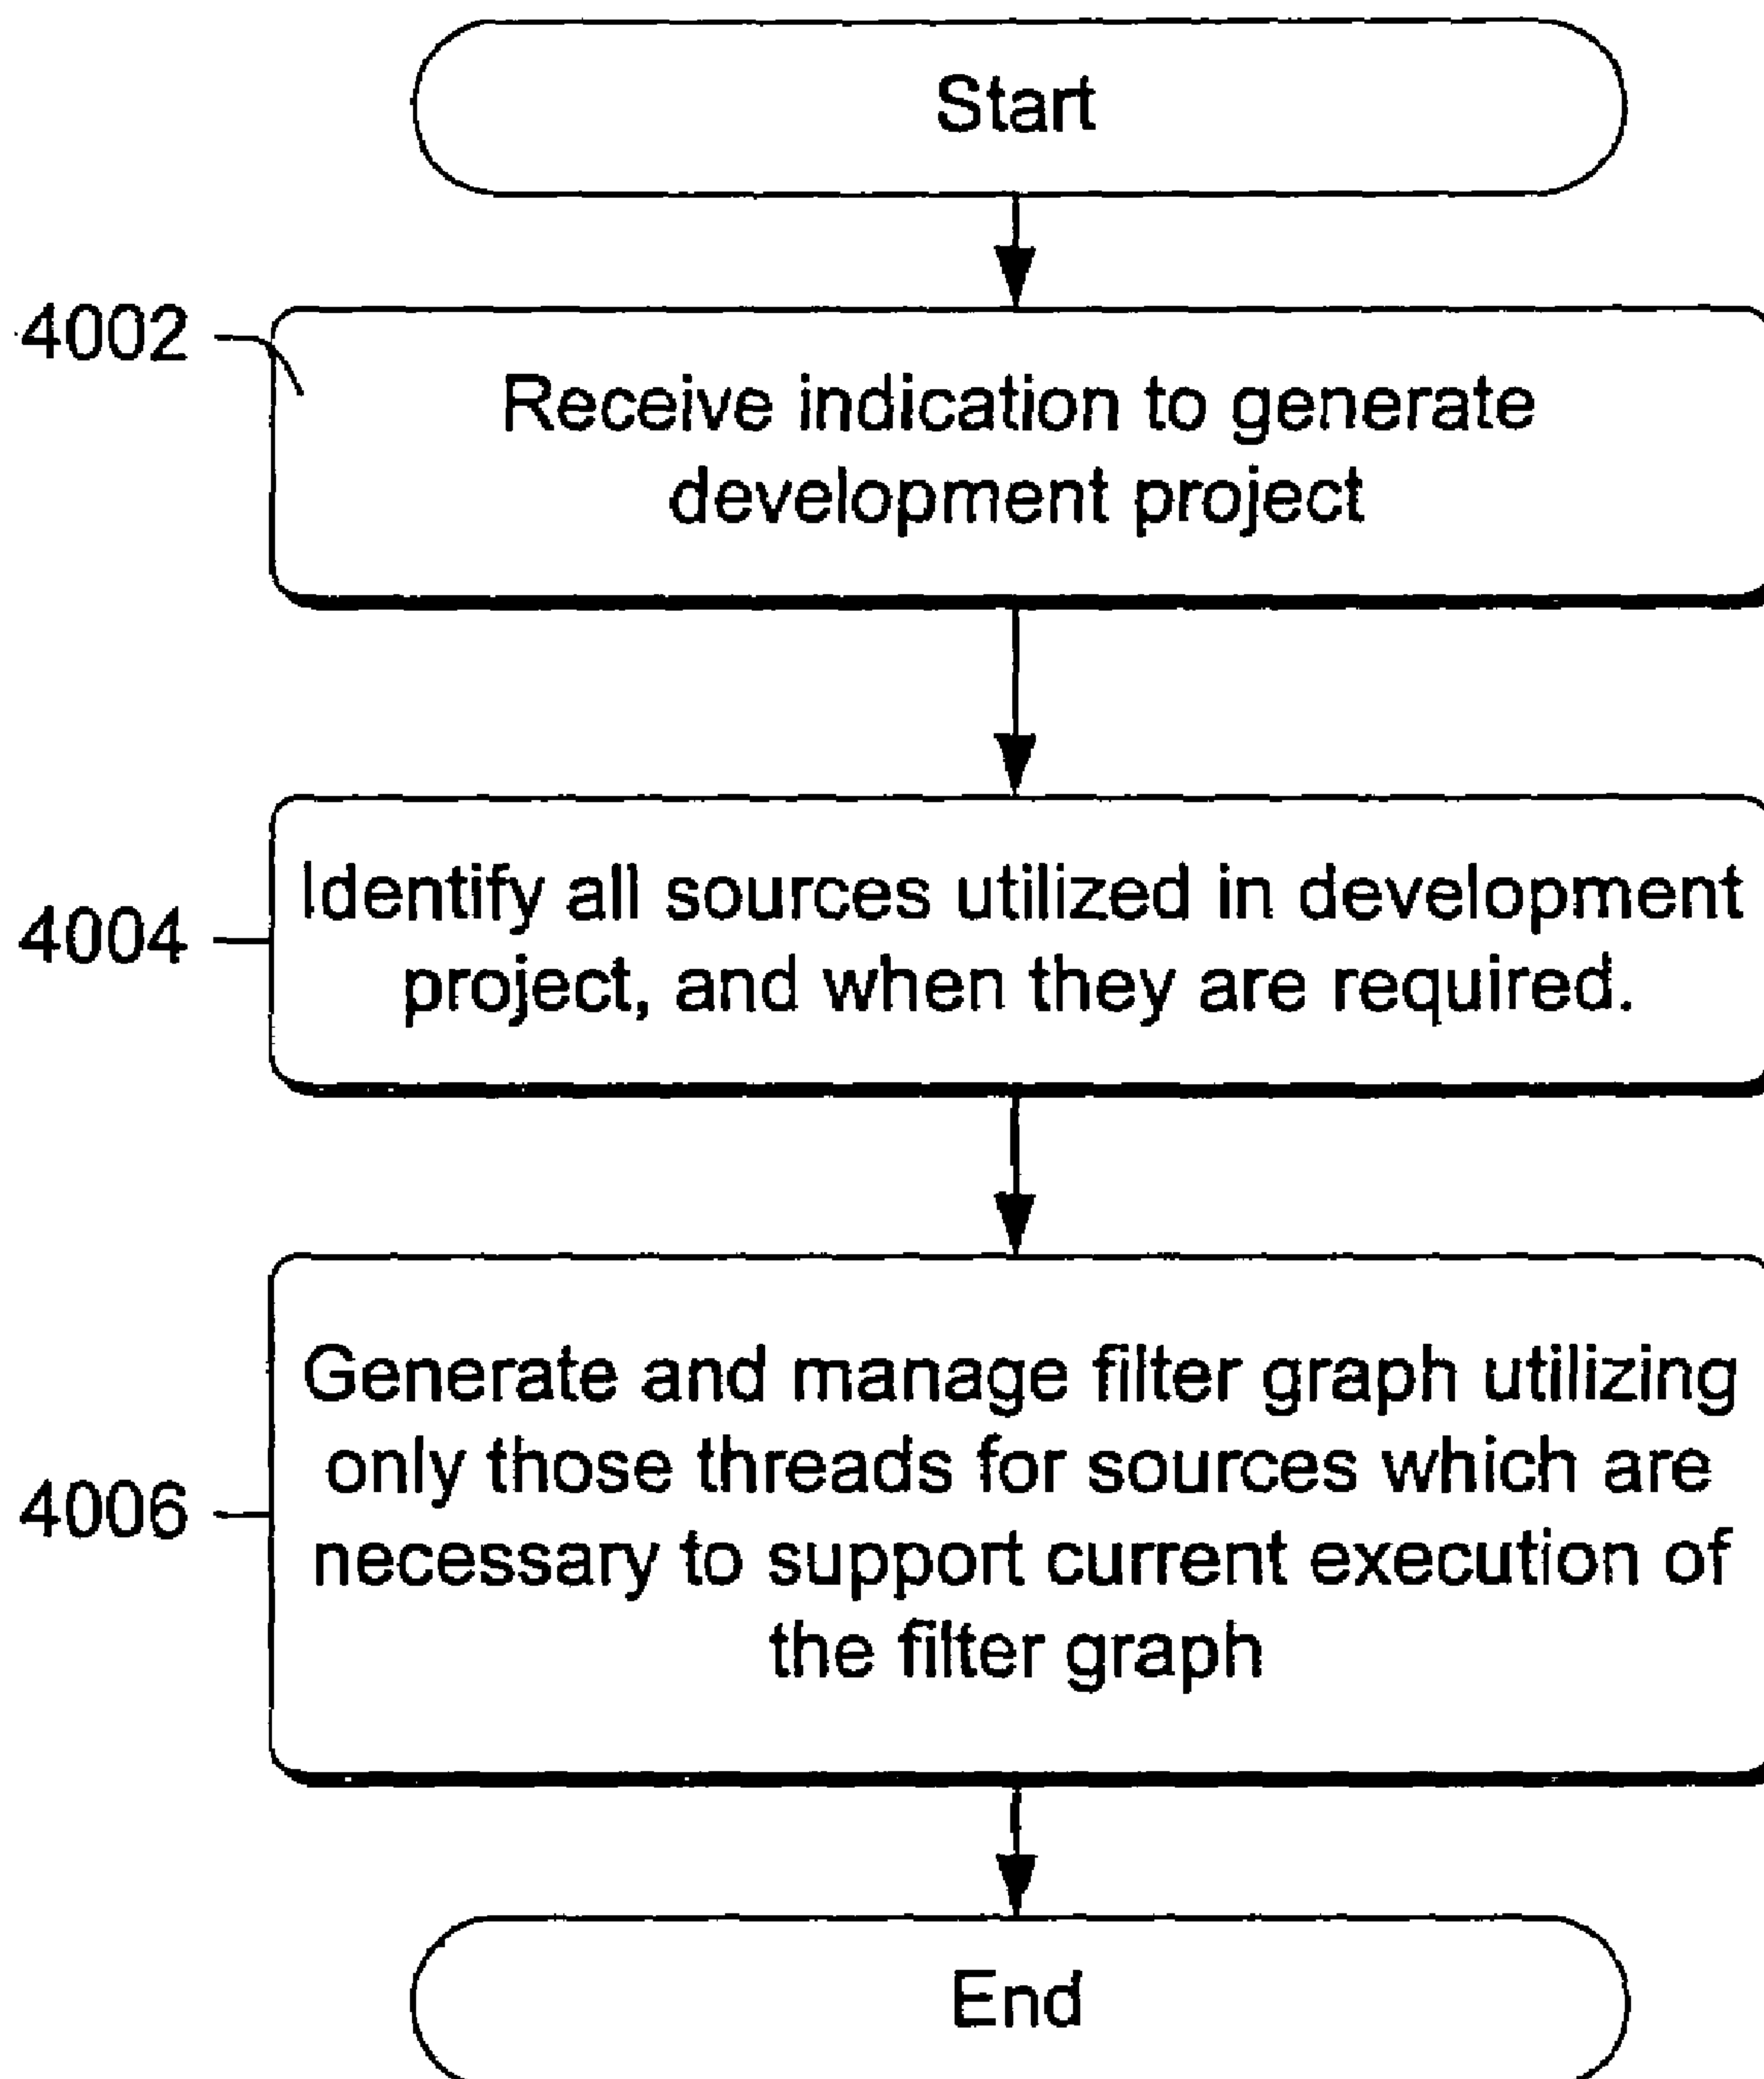 Start
4002
Receive indication to generate
development project
4004
Identify all sources utilized in development
project, and when they are required.
4006
Generate and manage filter graph utilizing
only those threads for sources which are
necessary to support current execution of
the filter graph
End